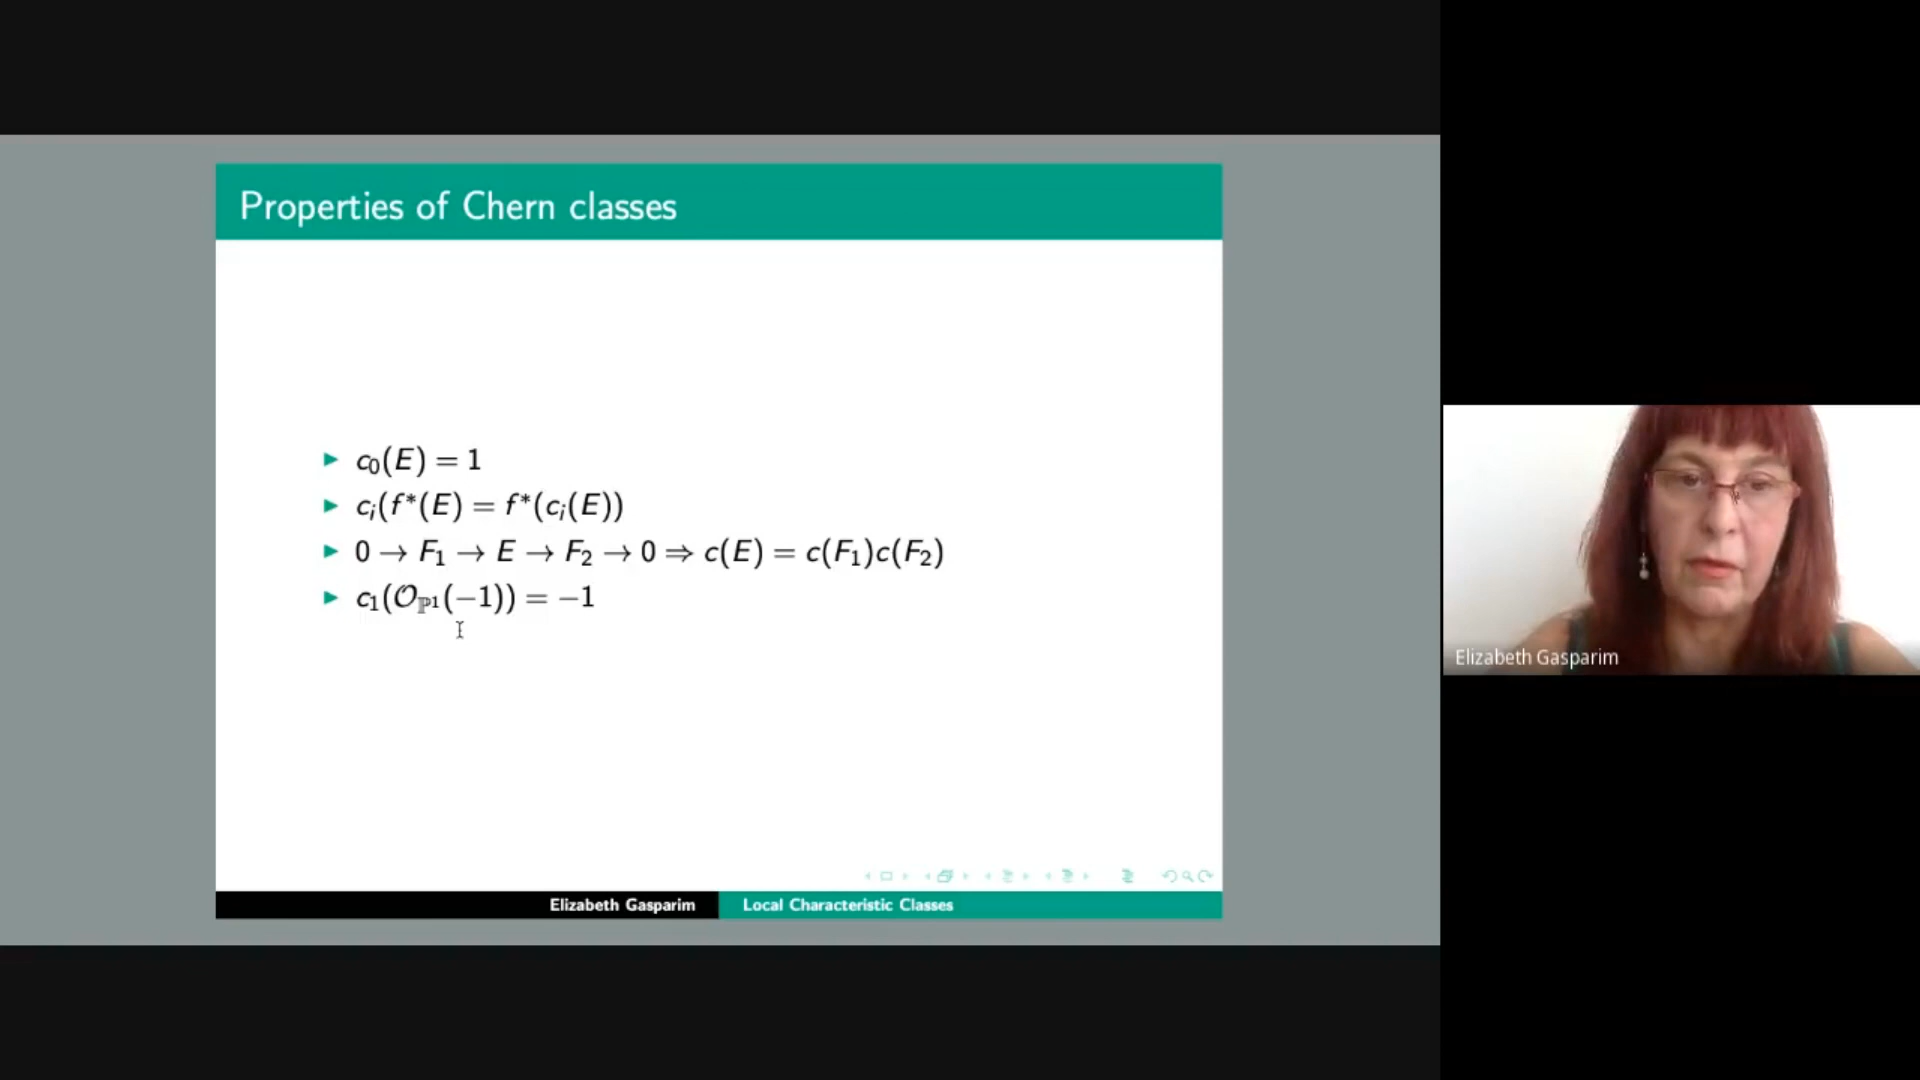 Properties of Chern classes
▶ c₀(E) = 1
▶ cᵢ(f*(E) = f*(cᵢ(E))
▶ 0 → F₁ → E → F₂ → 0 ⇒ c(E) = c(F₁)c(F₂)
▶ c₁(𝒪_ℙ¹(−1)) = −1
Elizabeth Gasparim
Local Characteristic Classes
Elizabeth Gasparim